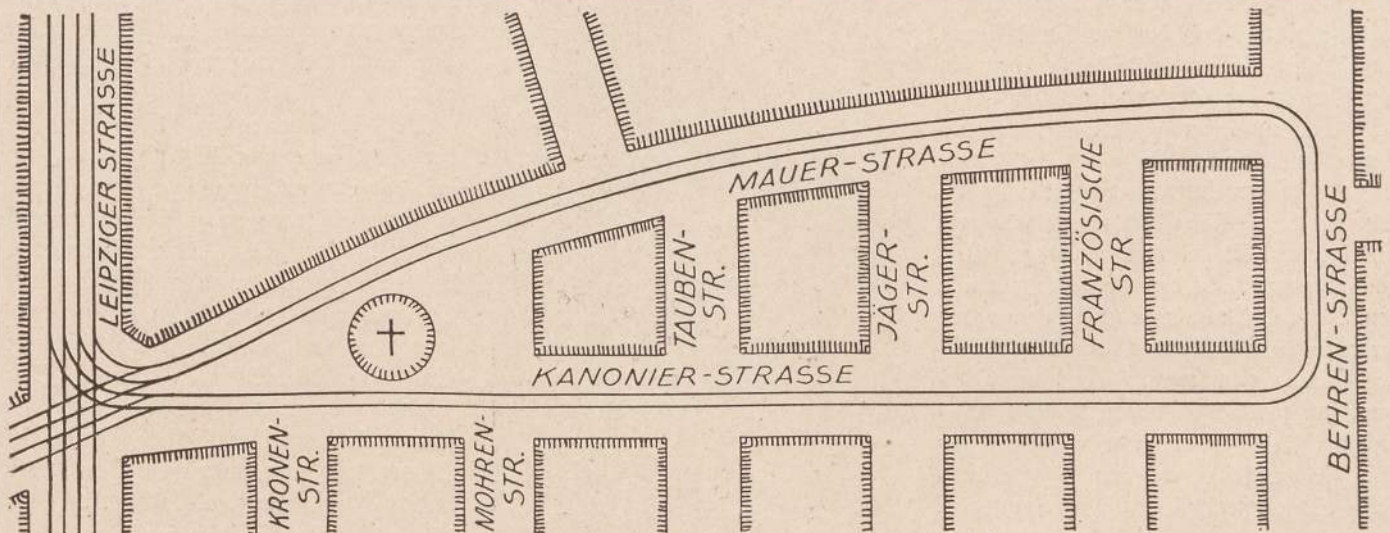 LEIPZIGER STRASSE
MAUER-STRASSE
TAUBEN-
STR.
JÄGER-
STR.
FRANZÖSISCHE
STR
BEHREN-STRASSE
KANONIER-STRASSE
KRONEN-
STR.
MOHREN-
STR.